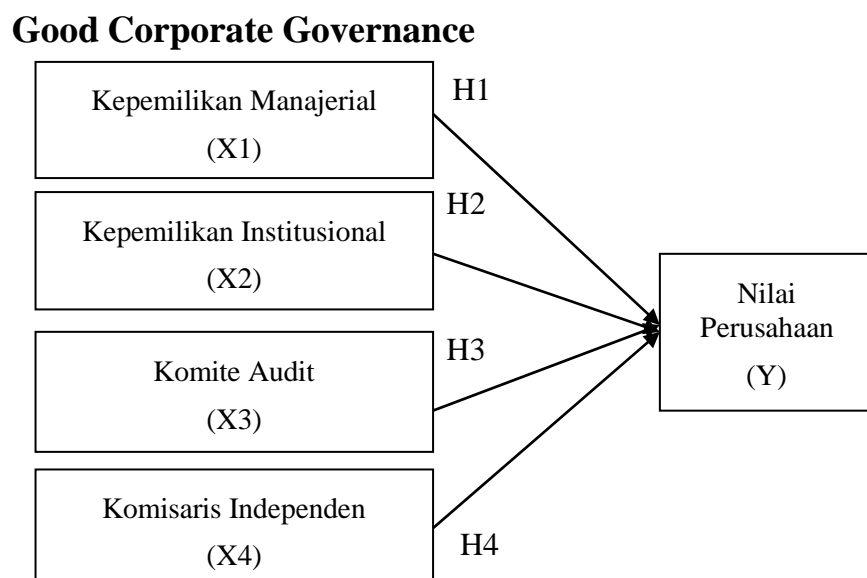 Good Corporate Governance
Kepemilikan Manajerial
(X1)
H1
Kepemilikan Institusional
(X2)
H2
Komite Audit
(X3)
H3
Komisaris Independen
(X4)
H4
Nilai
Perusahaan
(Y)